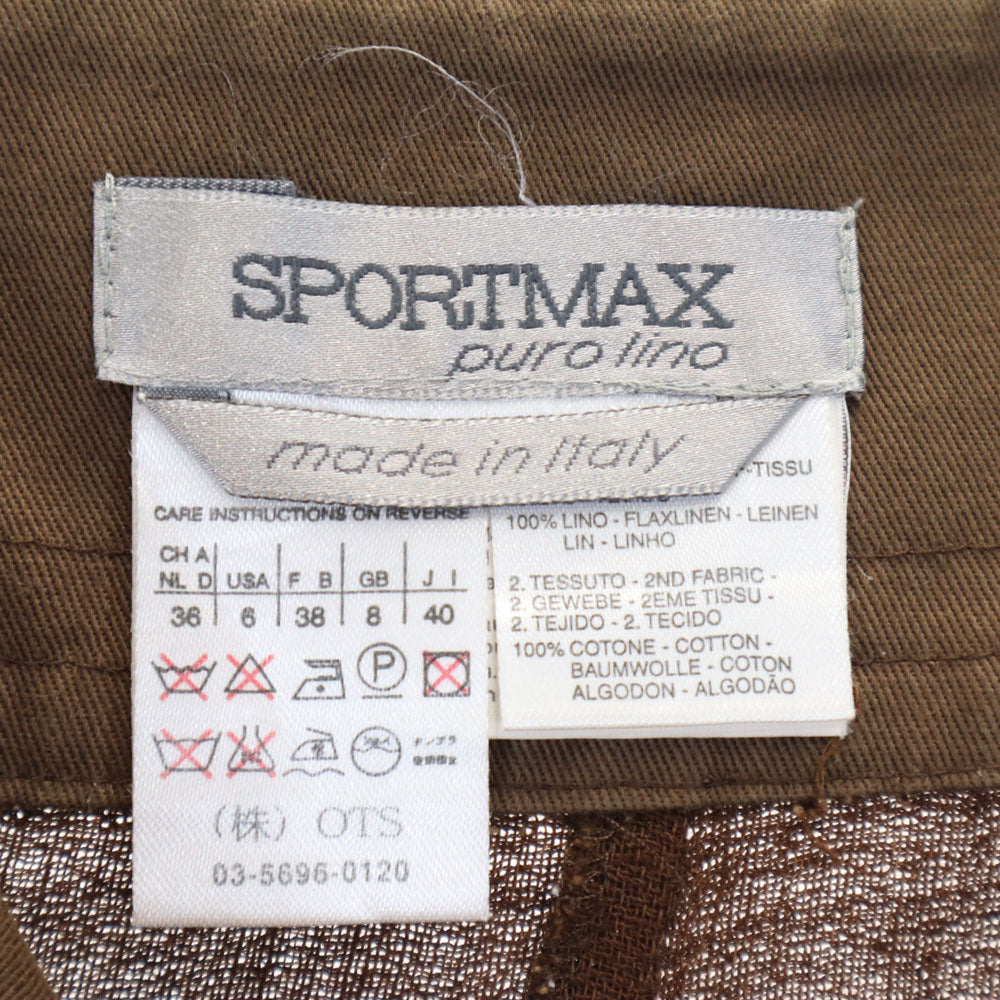 SPORTMAX
puro lino
made in Italy
-TISSU
100% LINO - FLAXLINEN - LEINEN
LIN - LINHO
2. TESSUTO - 2ND FABRIC -
2. GEWEBE - 2EME TISSU -
2. TEJIDO - 2. TECIDO
100% COTONE - COTTON -
BAUMWOLLE - COTON
ALGODON - ALGODÃO
CARE INSTRUCTIONS ON REVERSE
CH A
NL D USA F B GB J I
36 6 38 8 40
P
(株) OTS
03-5696-0120